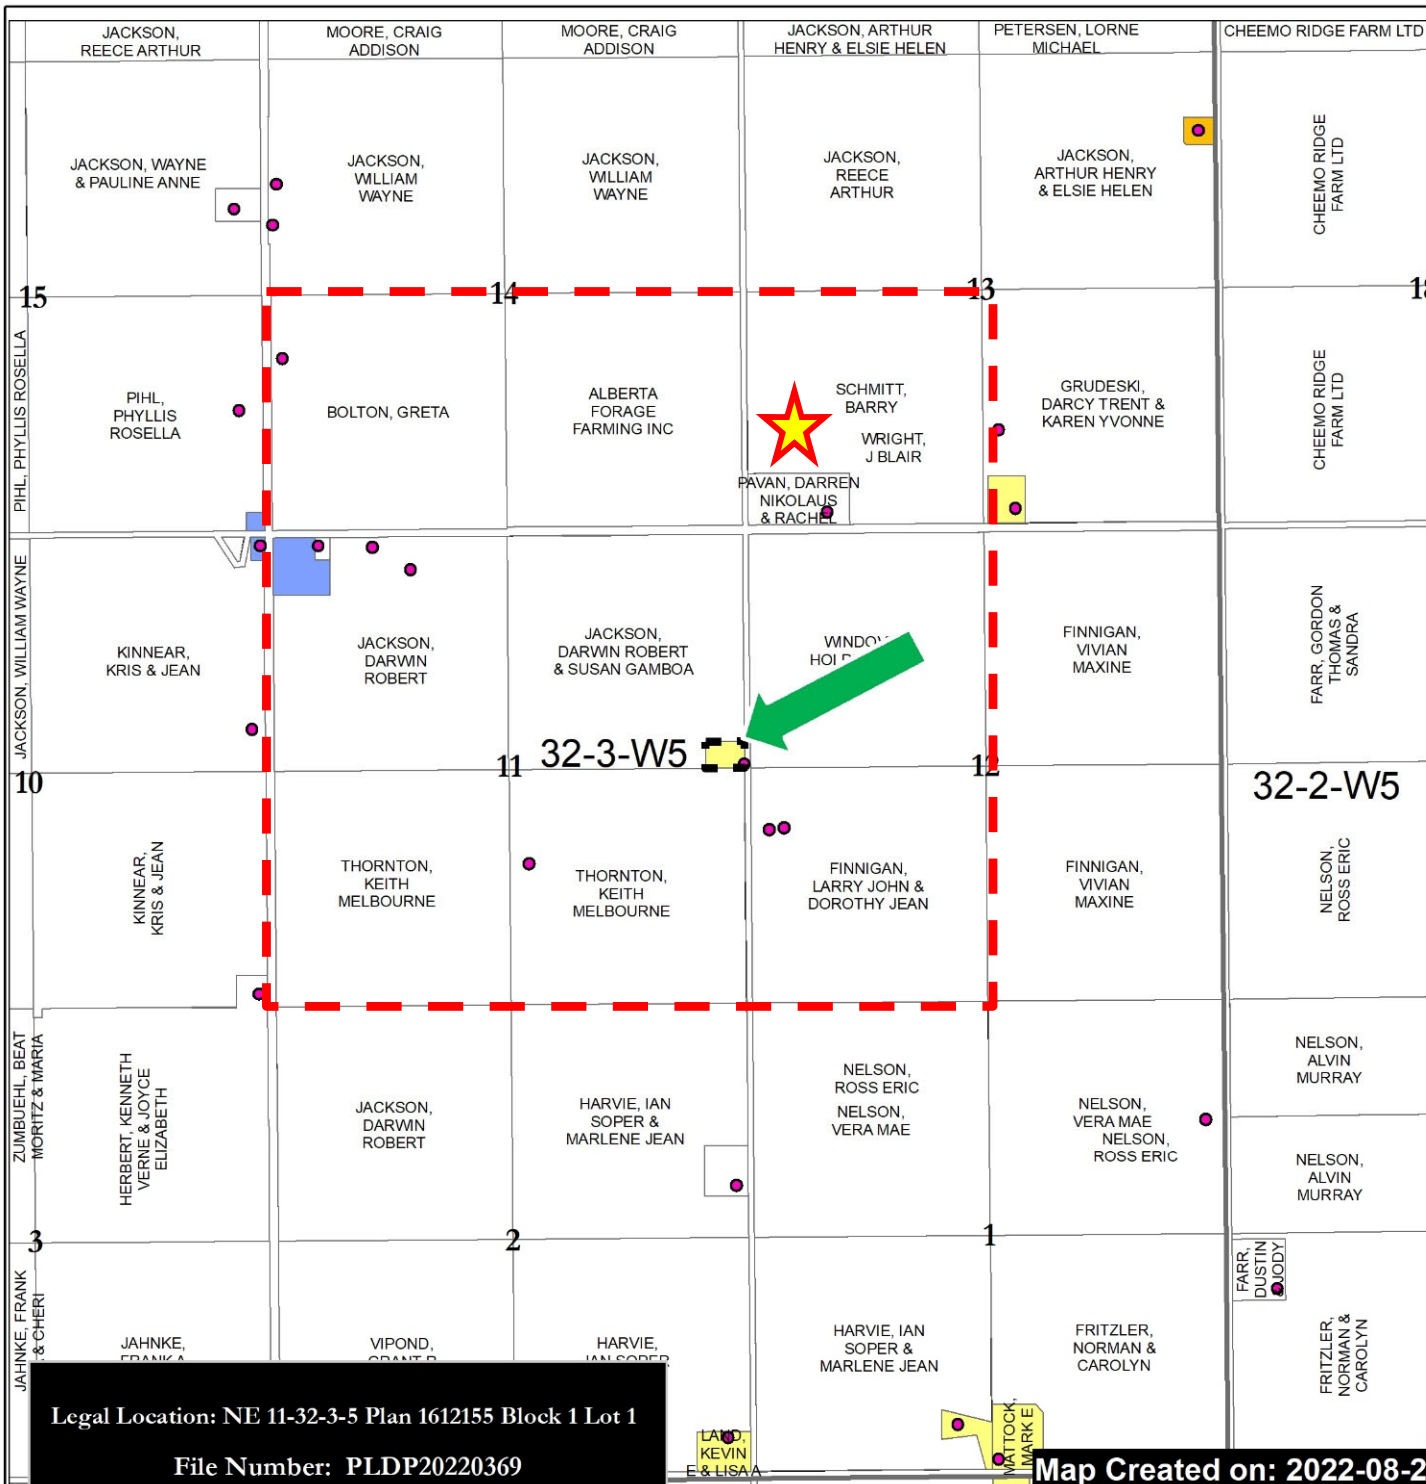 JACKSON,
REECE ARTHUR
MOORE, CRAIG
ADDISON
MOORE, CRAIG
ADDISON
JACKSON, ARTHUR
HENRY & ELSIE HELEN
PETERSEN, LORNE
MICHAEL
CHEEMO RIDGE FARM LTD
JACKSON, WAYNE
& PAULINE ANNE
JACKSON,
WILLIAM
WAYNE
JACKSON,
WILLIAM
WAYNE
JACKSON,
REECE
ARTHUR
JACKSON,
ARTHUR HENRY
& ELSIE HELEN
CHEEMO RIDGE
FARM LTD
15
14
13
PIHL, PHYLLIS ROSELLA
PIHL,
PHYLLIS
ROSELLA
BOLTON, GRETA
ALBERTA
FORAGE
FARMING INC
SCHMITT,
BARRY
WRIGHT,
J BLAIR
PAVAN, DARREN
NIKOLAUS
& RACHEL
GRUDESKI,
DARCY TRENT &
KAREN YVONNE
CHEEMO RIDGE
FARM LTD
JACKSON, WILLIAM WAYNE
KINNEAR,
KRIS & JEAN
JACKSON,
DARWIN
ROBERT
JACKSON,
DARWIN ROBERT
& SUSAN GAMBOA
FINNIGAN,
VIVIAN
MAXINE
FARR, GORDON
THOMAS &
SANDRA
10
11
32-3-W5
12
32-2-W5
KINNEAR,
KRIS & JEAN
THORNTON,
KEITH
MELBOURNE
THORNTON,
KEITH
MELBOURNE
FINNIGAN,
LARRY JOHN &
DOROTHY JEAN
FINNIGAN,
VIVIAN
MAXINE
NELSON,
ROSS ERIC
ZUMBUEHL, BEAT
MORITZ & MARIA
HERBERT, KENNETH
VERNE & JOYCE
ELIZABETH
JACKSON,
DARWIN
ROBERT
HARVIE, IAN
SOPER &
MARLENE JEAN
NELSON,
ROSS ERIC
NELSON,
VERA MAE
NELSON,
VERA MAE
NELSON,
ROSS ERIC
NELSON,
ALVIN
MURRAY
NELSON,
ALVIN
MURRAY
3
2
1
FARR,
DUSTIN
& JODY
JAHNKE, FRANK
& CHERI
JAHNKE,
FRANK A
VIPOND,
GRANT
HARVIE,
IAN SOPER
HARVIE, IAN
SOPER &
MARLENE JEAN
FRITZLER,
NORMAN &
CAROLYN
FRITZLER,
NORMAN &
CAROLYN
LAND,
KEVIN
E & LISA A
MATTOCK,
MARK E
Legal Location: NE 11-32-3-5 Plan 1612155 Block 1 Lot 1
File Number: PLDP20220369
Map Created on: 2022-08-2